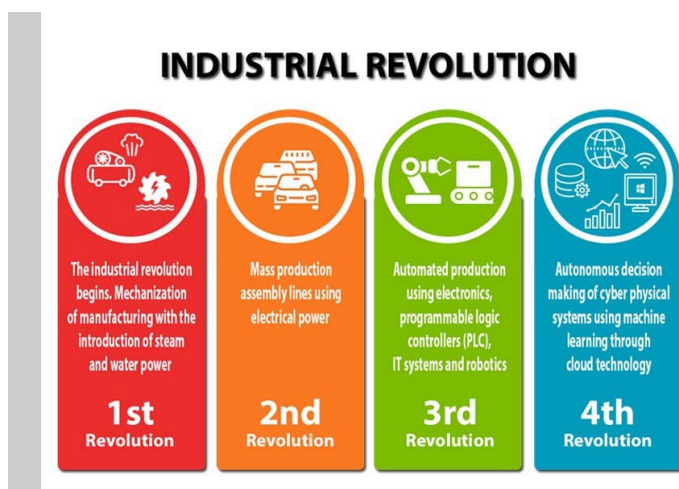 INDUSTRIAL REVOLUTION
The industrial revolution
begins. Mechanization
of manufacturing with the
introduction of steam
and water power
1st
Revolution
Mass production
assembly lines using
electrical power
2nd
Revolution
Automated production
using electronics,
programmable logic
controllers (PLC),
IT systems and robotics
3rd
Revolution
Autonomous decision
making of cyber physical
systems using machine
learning through
cloud technology
4th
Revolution